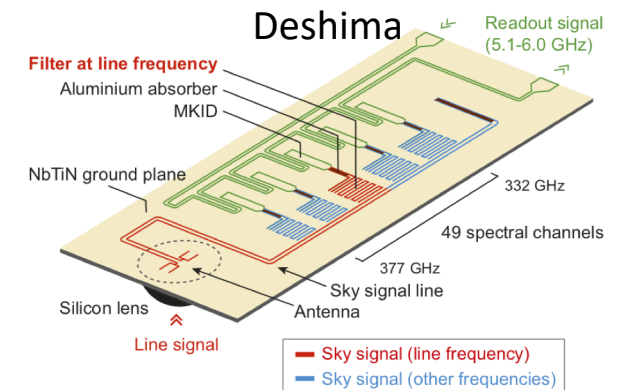 Deshima
Readout signal
(5.1-6.0 GHz)
Filter at line frequency
Aluminium absorber
MKID
NbTiN ground plane
332 GHz
49 spectral channels
377 GHz
Sky signal line
Silicon lens
Antenna
Line signal
Sky signal (line frequency)
Sky signal (other frequencies)